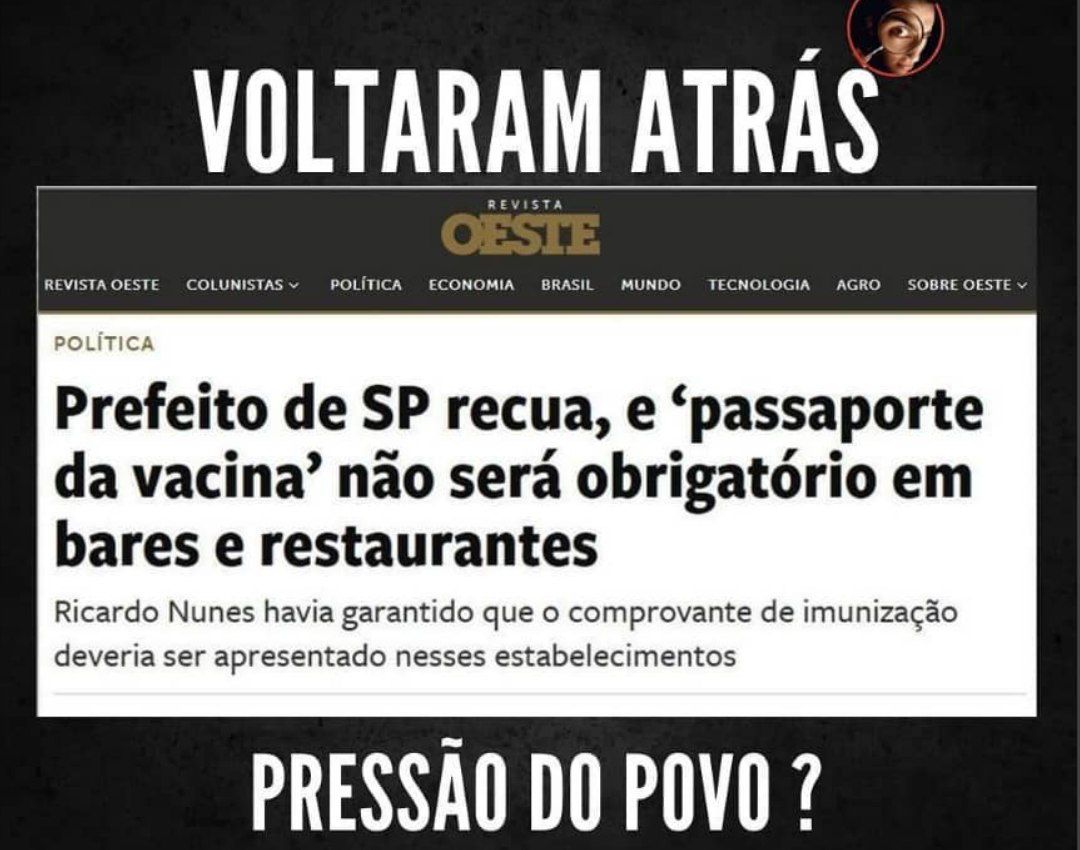 VOLTARAM ATRÁS
REVISTA
OESTE
REVISTA OESTE COLUNISTAS POLÍTICA ECONOMIA BRASIL MUNDO TECNOLOGIA AGRO SOBRE OESTE
POLÍTICA
Prefeito de SP recua, e ‘passaporte
da vacina’ não será obrigatório em
bares e restaurantes
Ricardo Nunes havia garantido que o comprovante de imunização
deveria ser apresentado nesses estabelecimentos
PRESSÃO DO POVO ?